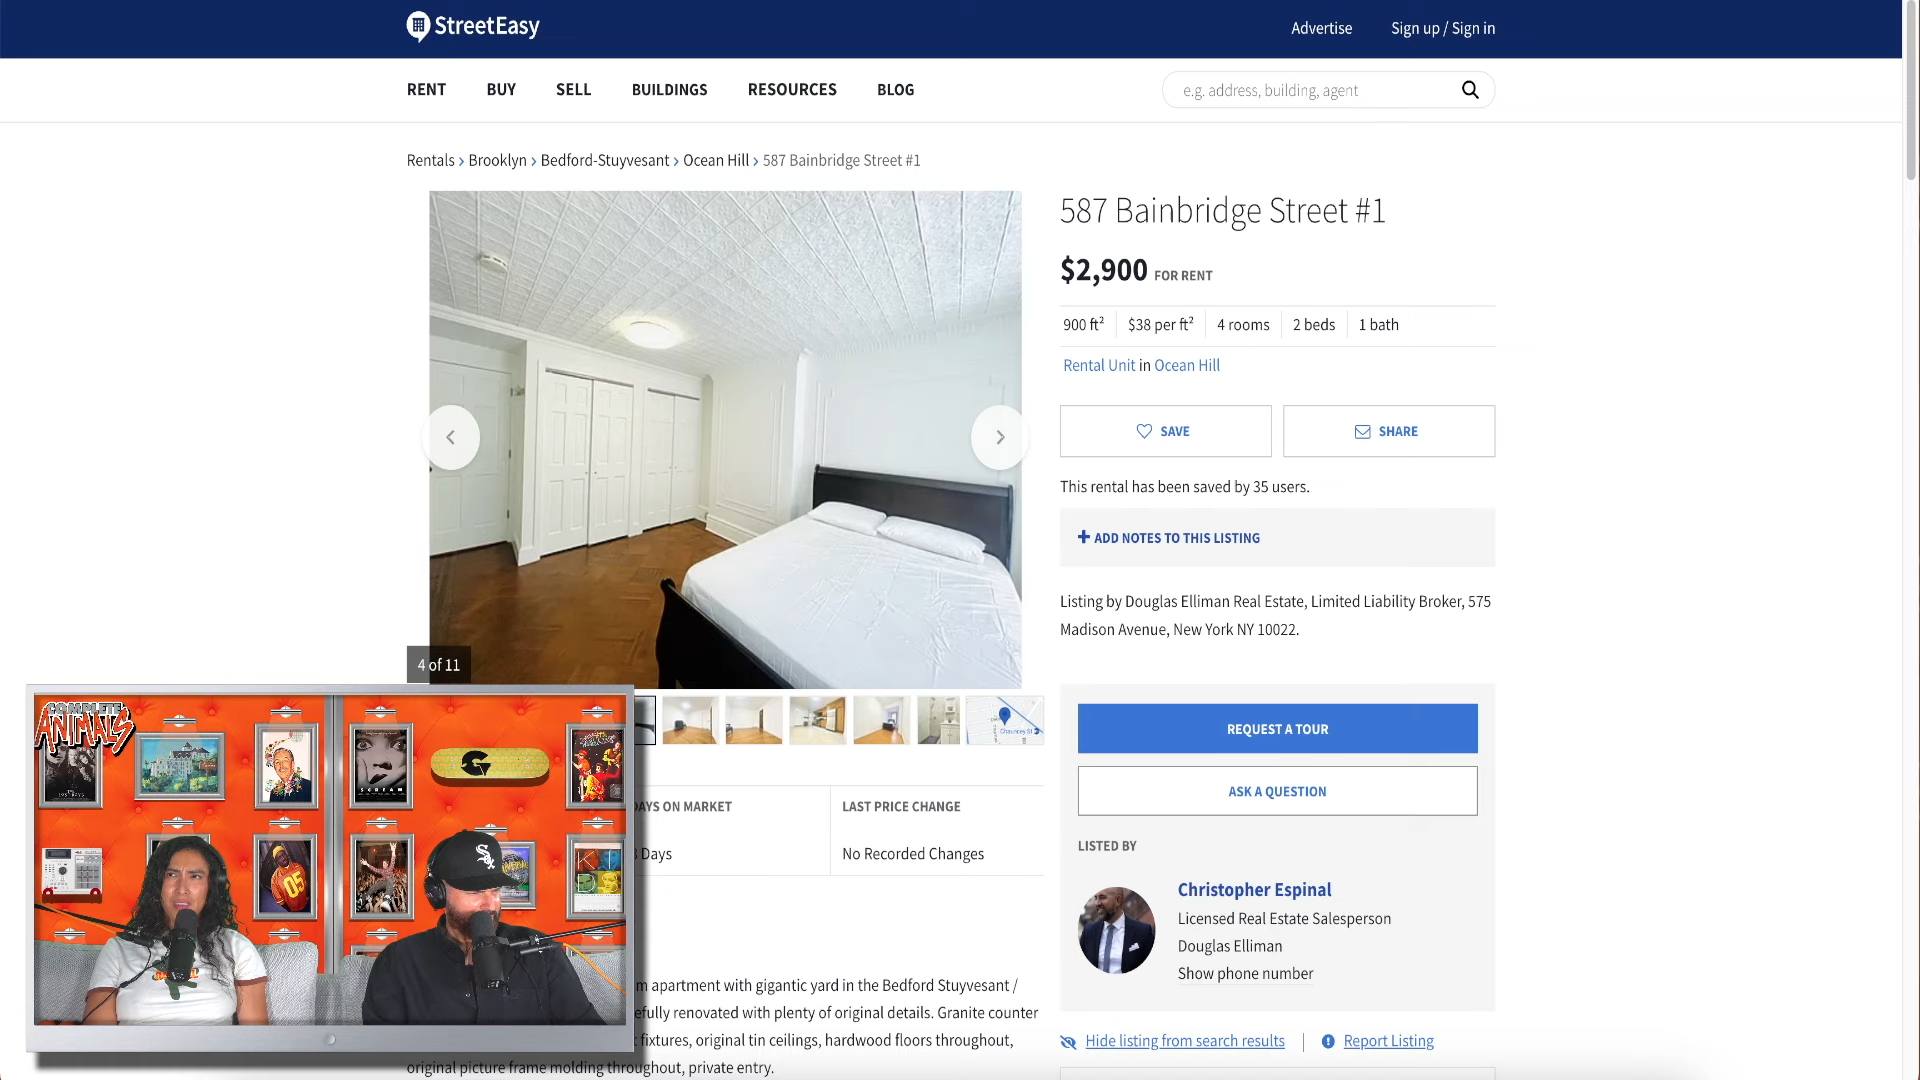 StreetEasy
Advertise
Sign up / Sign in
RENT
BUY
SELL
BUILDINGS
RESOURCES
BLOG
e.g. address, building, agent
Rentals > Brooklyn > Bedford-Stuyvesant > Ocean Hill > 587 Bainbridge Street #1
587 Bainbridge Street #1
$2,900 FOR RENT
900 ft²
$38 per ft²
4 rooms
2 beds
1 bath
Rental Unit in Ocean Hill
SAVE
SHARE
This rental has been saved by 35 users.
+ ADD NOTES TO THIS LISTING
Listing by Douglas Elliman Real Estate, Limited Liability Broker, 575
Madison Avenue, New York NY 10022.
4 of 11
Chauncey St
REQUEST A TOUR
ASK A QUESTION
LISTED BY
Christopher Espinal
Licensed Real Estate Salesperson
Douglas Elliman
Show phone number
DAYS ON MARKET
Days
LAST PRICE CHANGE
No Recorded Changes
apartment with gigantic yard in the Bedford Stuyvesant /
renovated with plenty of original details. Granite counter
fixtures, original tin ceilings, hardwood floors throughout,
original picture frame molding throughout, private entry.
Hide listing from search results
Report Listing
COMPLEX
ANIMALS
SCREAM
05